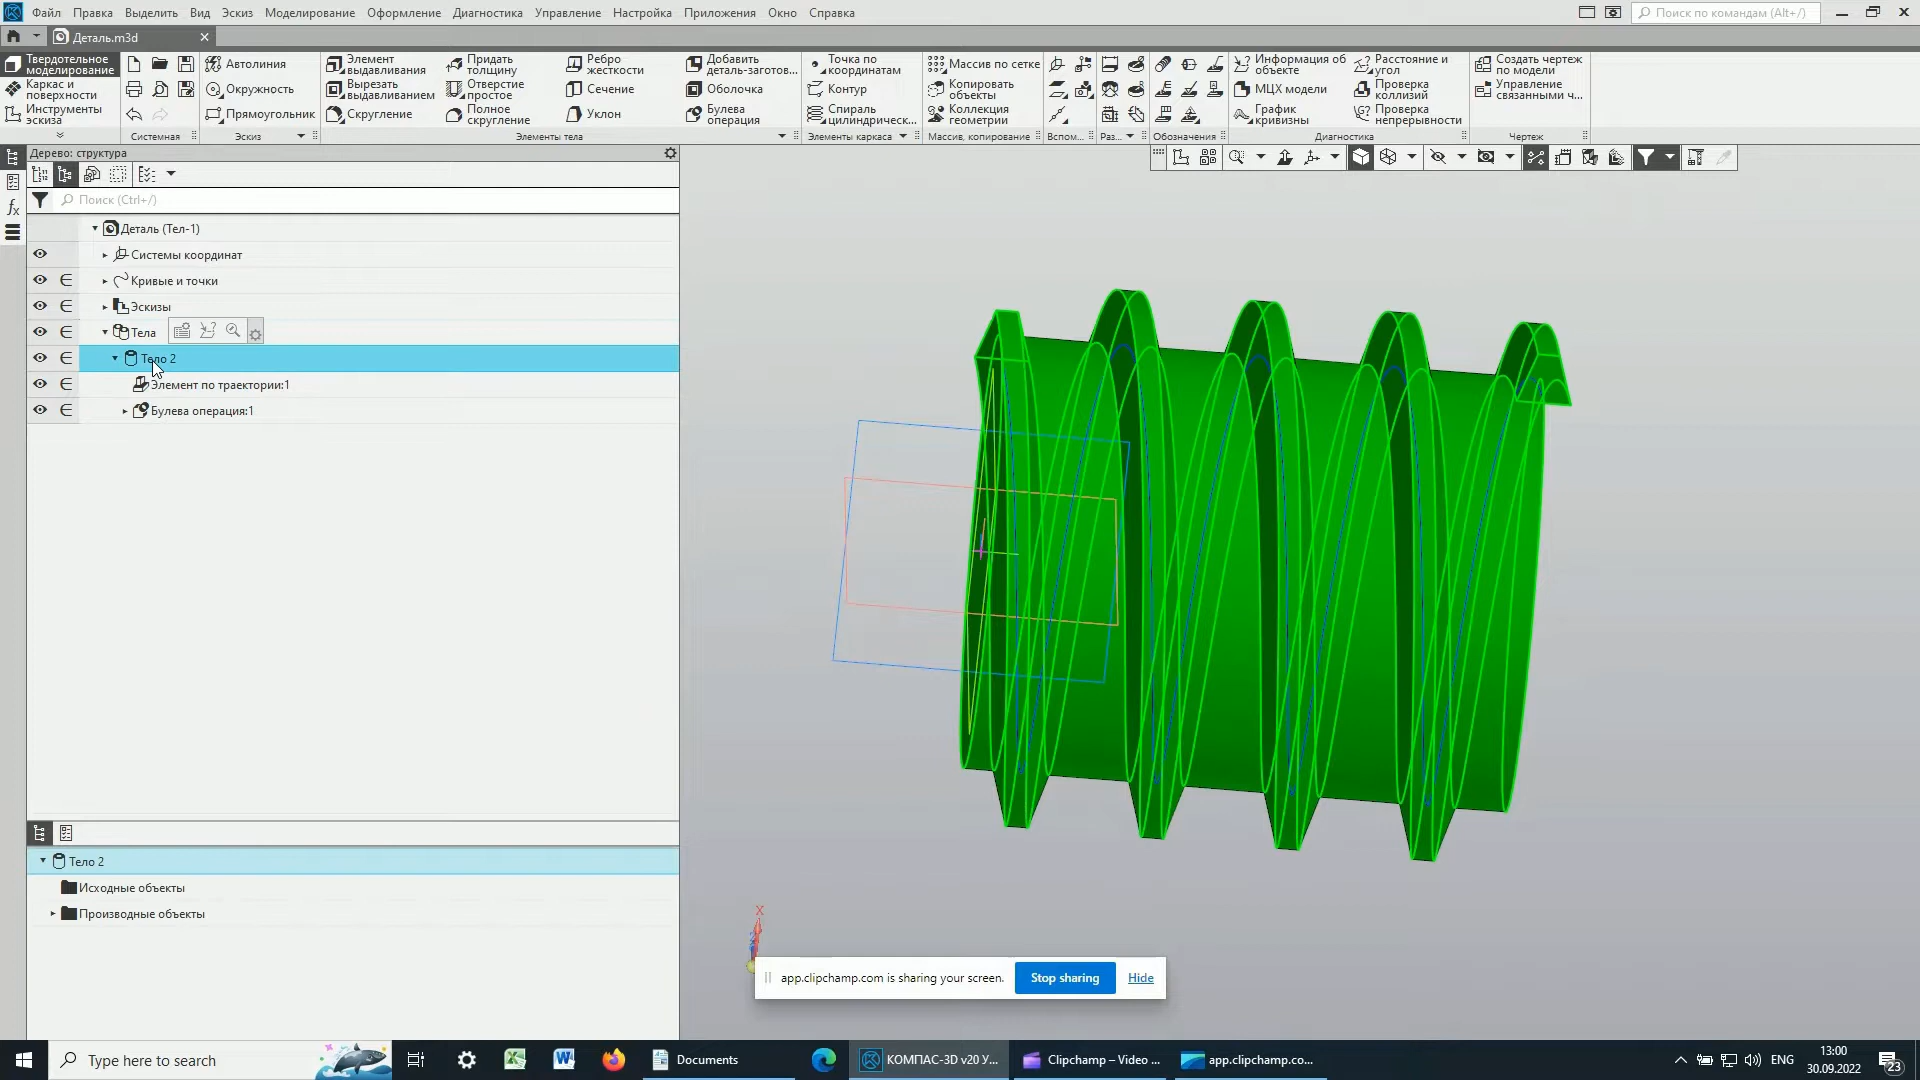 Файл Правка Выделить Вид Эскиз Моделирование Оформление Диагностика Управление Настройка Приложения Окно Справка
Поиск по командам (Alt+/)
Деталь.m3d
Твердотельное моделирование
Каркас и поверхности
Инструменты эскиза
Системная
Автолиния
Окружность
Прямоугольник
Эскиз
Элемент выдавливания
Вырезать выдавливанием
Скругление
Придать толщину
Отверстие простое
Полное скругление
Ребро жесткости
Сечение
Уклон
Добавить деталь-заготов...
Оболочка
Булева операция
Элементы тела
Точка по координатам
Контур
Спираль цилиндрическ...
Элементы каркаса
Массив по сетке
Копировать объекты
Коллекция геометрии
Массив, копирование
Вспом...
Раз...
Обозначения
Информация об объекте
МЦХ модели
График кривизны
Расстояние и угол
Проверка коллизий
Проверка непрерывности
Диагностика
Создать чертеж по модели
Управление связанными ч...
Чертеж
Дерево: структура
Поиск (Ctrl+/)
fx
Деталь (Тел-1)
Системы координат
Кривые и точки
Эскизы
Тела
Тело 2
Элемент по траектории:1
Булева операция:1
Тело 2
Исходные объекты
Производные объекты
X
app.clipchamp.com is sharing your screen.
Stop sharing
Hide
Type here to search
Documents
КОМПАС-3D v20 У...
Clipchamp – Video ...
app.clipchamp.co...
ENG
13:00
30.09.2022
23